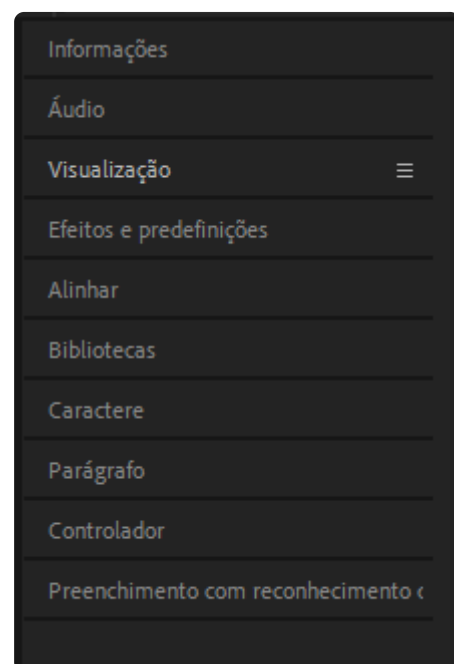 Informações
Áudio
Visualização
Efeitos e predefinições
Alinhar
Bibliotecas
Caractere
Parágrafo
Controlador
Preenchimento com reconhecimento